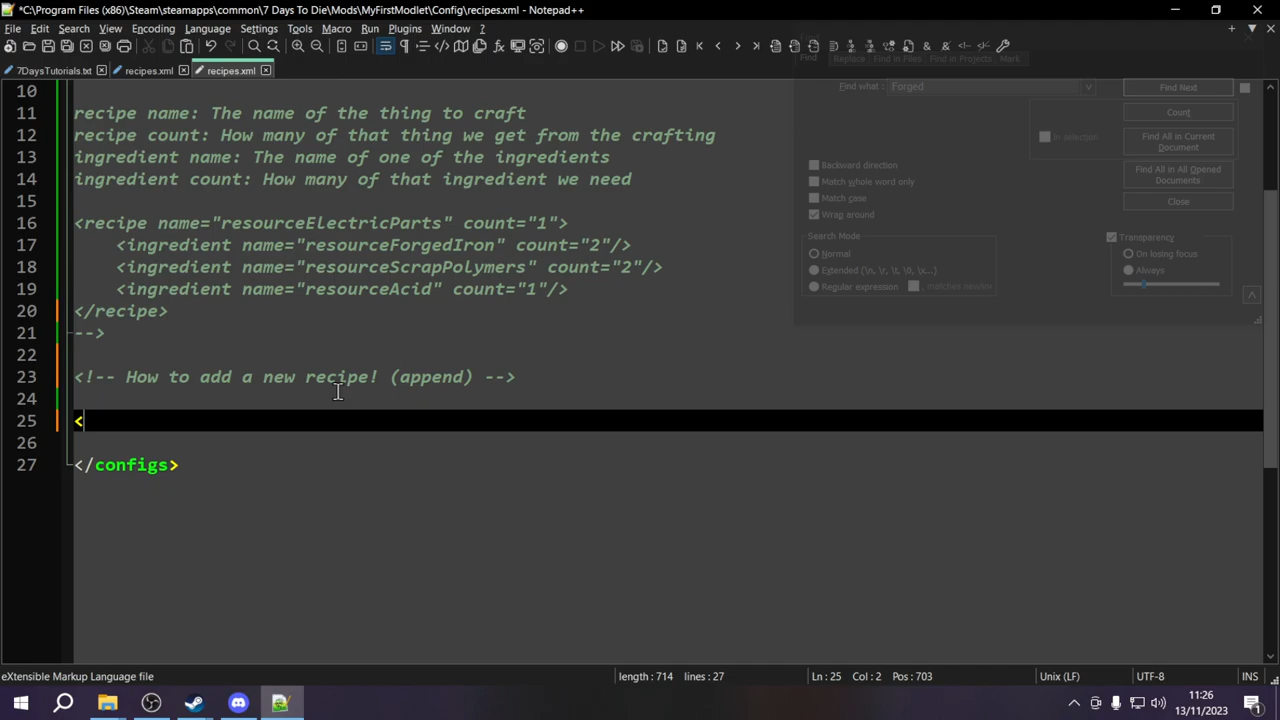 *C:\Program Files (x86)\Steam\steamapps\common\7 Days To Die\Mods\MyFirstModlet\Config\recipes.xml - Notepad++
File Edit Search View Encoding Language Settings Tools Macro Run Plugins Window ?
7DaysTutorials.txt recipes.xml recipes.xml
Find Replace Find in Files Find in Projects Mark
Find what : Forged Find Next
Count
In selection
Find All in Current Document
Backward direction
Match whole word only
Find All in All Opened Documents
Match case
Close
Wrap around
Search Mode
Transparency
Normal
On losing focus
Extended (\n, \r, \t, \0, \x...)
Always
Regular expression . matches newline
10
11 recipe name: The name of the thing to craft
12 recipe count: How many of that thing we get from the crafting
13 ingredient name: The name of one of the ingredients
14 ingredient count: How many of that ingredient we need
15
16 <recipe name="resourceElectricParts" count="1">
17 <ingredient name="resourceForgedIron" count="2"/>
18 <ingredient name="resourceScrapPolymers" count="2"/>
19 <ingredient name="resourceAcid" count="1"/>
20 </recipe>
21 -->
22
23 <!-- How to add a new recipe! (append) -->
24
25 <
26
27 </configs>
eXtensible Markup Language file length : 714 lines : 27 Ln : 25 Col : 2 Pos : 703 Unix (LF) UTF-8 INS
11:26
13/11/2023
1